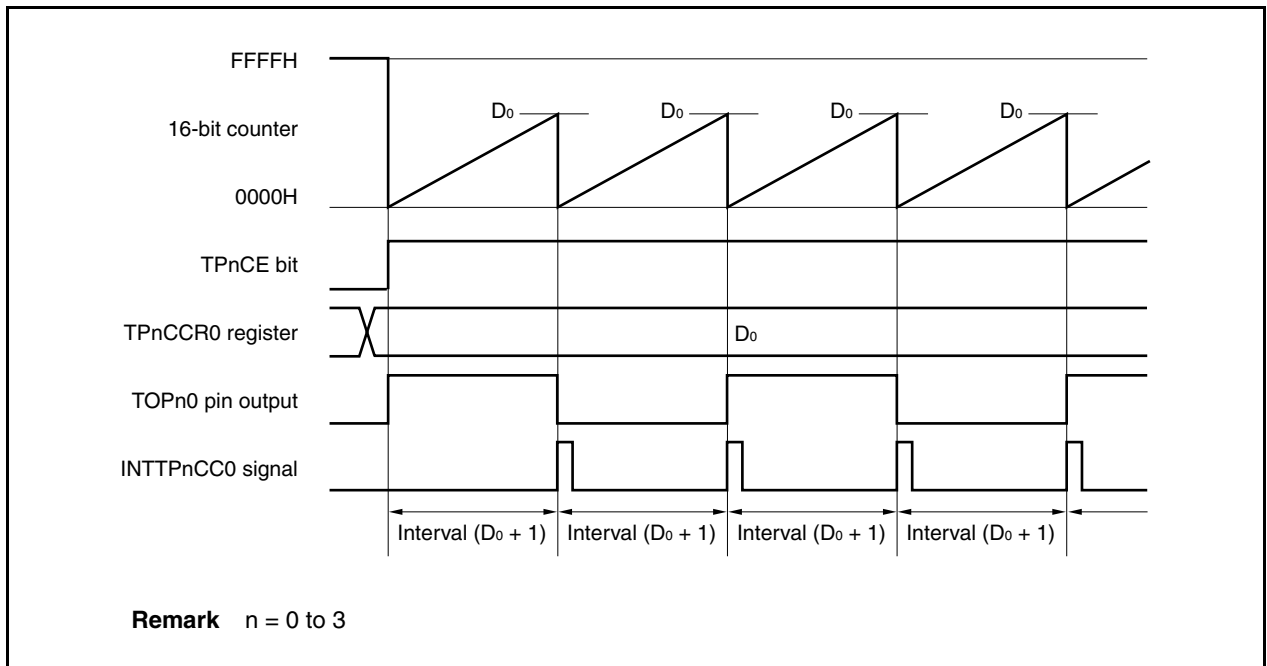 FFFFH
D₀ D₀ D₀ D₀
16-bit counter
0000H
TPnCE bit
TPnCCR0 register D₀
TOPn0 pin output
INTTPnCC0 signal
Interval (D₀ + 1) Interval (D₀ + 1) Interval (D₀ + 1) Interval (D₀ + 1)
Remark n = 0 to 3